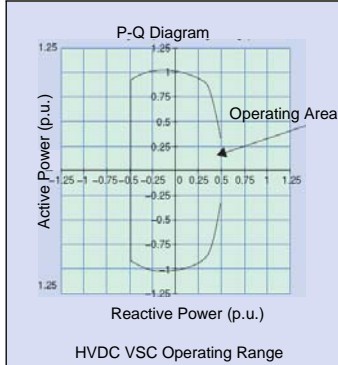 P-Q Diagram
1.25
1.25
1
0.75
0.5
0.25
Operating Area
Active Power (p.u.)
-1.25 -1 -0.75 -0.5 -0.25 0 0.25 0.5 0.75 1 1.25
-0.5
-0.75
-1
1.25
-1.25
Reactive Power (p.u.)
HVDC VSC Operating Range